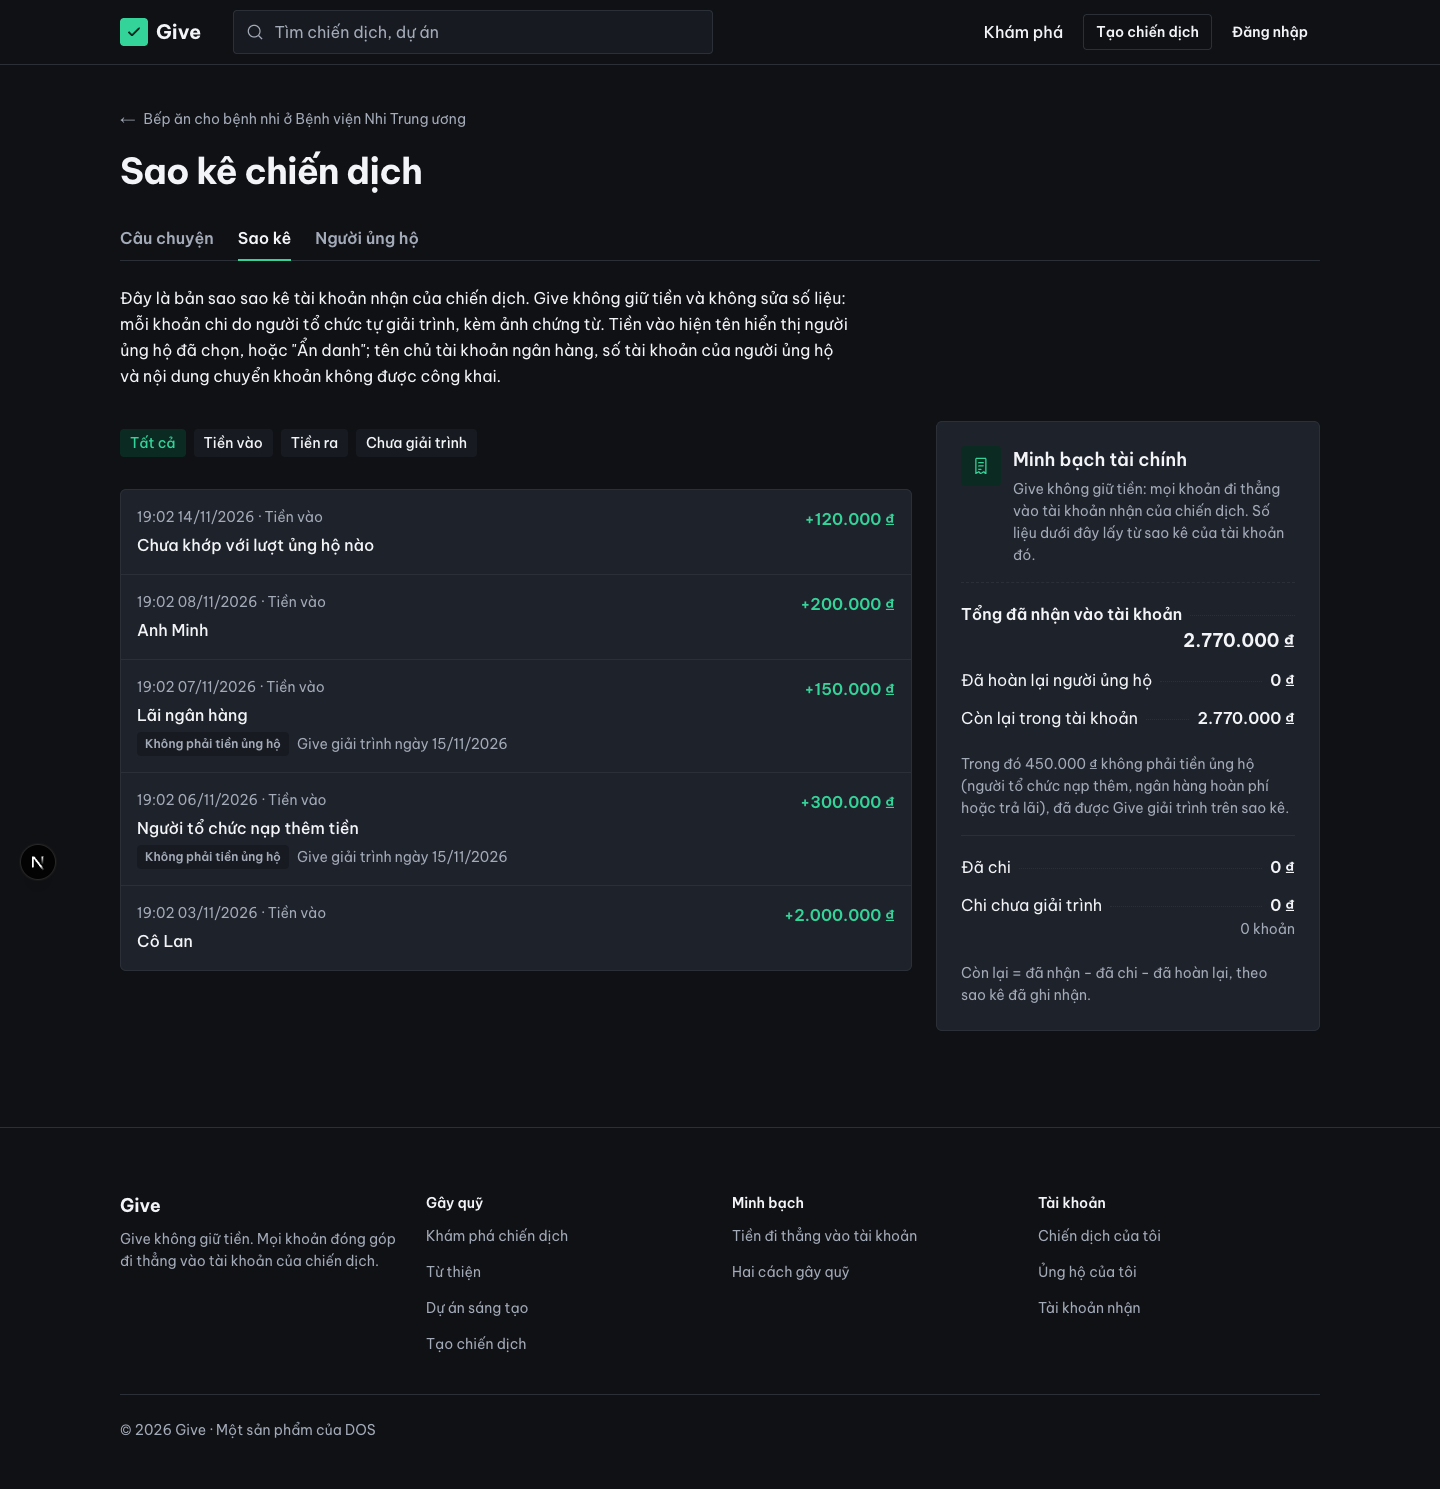 Give
Tìm chiến dịch, dự án
Khám phá
Tạo chiến dịch
Đăng nhập
← Bếp ăn cho bệnh nhi ở Bệnh viện Nhi Trung ương
Sao kê chiến dịch
Câu chuyện
Sao kê
Người ủng hộ
Đây là bản sao sao kê tài khoản nhận của chiến dịch. Give không giữ tiền và không sửa số liệu:
mỗi khoản chi do người tổ chức tự giải trình, kèm ảnh chứng từ. Tiền vào hiện tên hiển thị người
ủng hộ đã chọn, hoặc "Ẩn danh"; tên chủ tài khoản ngân hàng, số tài khoản của người ủng hộ
và nội dung chuyển khoản không được công khai.
Tất cả
Tiền vào
Tiền ra
Chưa giải trình
19:02 14/11/2026 · Tiền vào
+120.000 ₫
Chưa khớp với lượt ủng hộ nào
19:02 08/11/2026 · Tiền vào
+200.000 ₫
Anh Minh
19:02 07/11/2026 · Tiền vào
+150.000 ₫
Lãi ngân hàng
Không phải tiền ủng hộ
Give giải trình ngày 15/11/2026
19:02 06/11/2026 · Tiền vào
+300.000 ₫
Người tổ chức nạp thêm tiền
Không phải tiền ủng hộ
Give giải trình ngày 15/11/2026
19:02 03/11/2026 · Tiền vào
+2.000.000 ₫
Cô Lan
Minh bạch tài chính
Give không giữ tiền: mọi khoản đi thẳng
vào tài khoản nhận của chiến dịch. Số
liệu dưới đây lấy từ sao kê của tài khoản
đó.
Tổng đã nhận vào tài khoản
2.770.000 ₫
Đã hoàn lại người ủng hộ
0 ₫
Còn lại trong tài khoản
2.770.000 ₫
Trong đó 450.000 ₫ không phải tiền ủng hộ
(người tổ chức nạp thêm, ngân hàng hoàn phí
hoặc trả lãi), đã được Give giải trình trên sao kê.
Đã chi
0 ₫
Chi chưa giải trình
0 ₫
0 khoản
Còn lại = đã nhận - đã chi - đã hoàn lại, theo
sao kê đã ghi nhận.
N
Give
Give không giữ tiền. Mọi khoản đóng góp
đi thẳng vào tài khoản của chiến dịch.
Gây quỹ
Khám phá chiến dịch
Từ thiện
Dự án sáng tạo
Tạo chiến dịch
Minh bạch
Tiền đi thẳng vào tài khoản
Hai cách gây quỹ
Tài khoản
Chiến dịch của tôi
Ủng hộ của tôi
Tài khoản nhận
© 2026 Give · Một sản phẩm của DOS